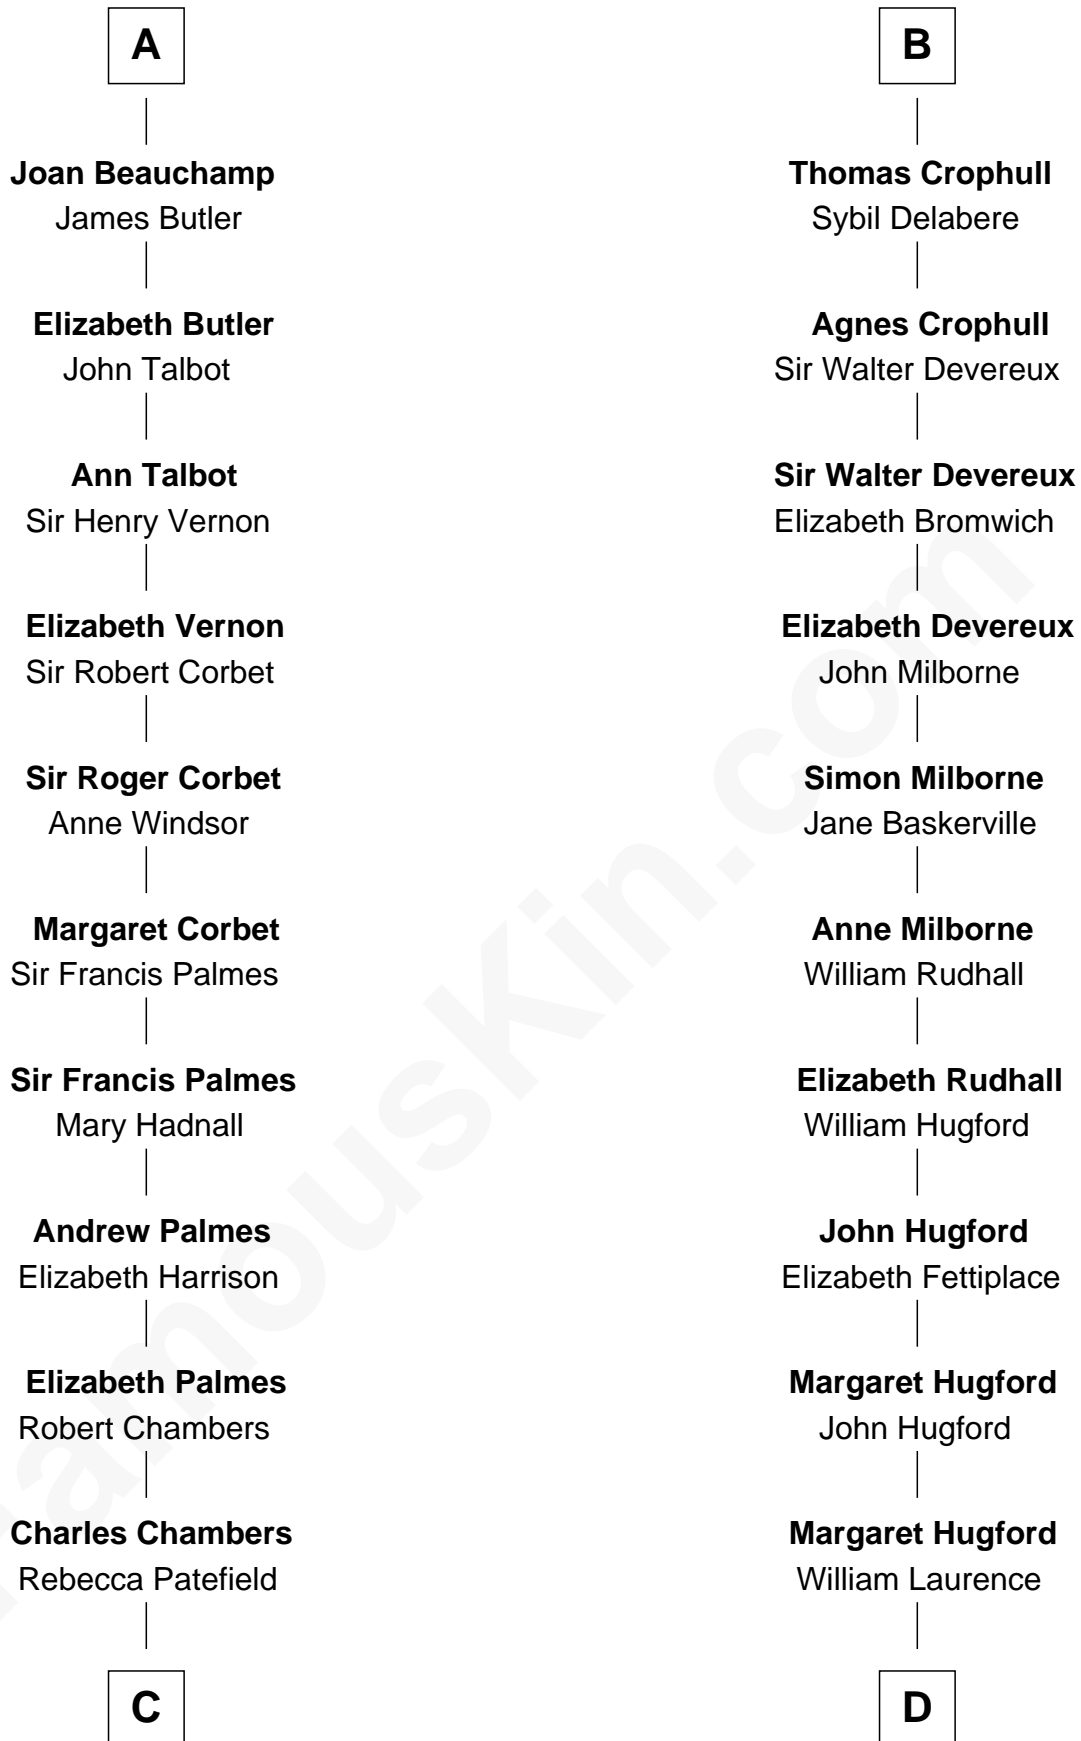 A
Joan Beauchamp
James Butler
Elizabeth Butler
John Talbot
Ann Talbot
Sir Henry Vernon
Elizabeth Vernon
Sir Robert Corbet
Sir Roger Corbet
Anne Windsor
Margaret Corbet
Sir Francis Palmes
Sir Francis Palmes
Mary Hadnall
Andrew Palmes
Elizabeth Harrison
Elizabeth Palmes
Robert Chambers
Charles Chambers
Rebecca Patefield
C
B
Thomas Crophull
Sybil Delabere
Agnes Crophull
Sir Walter Devereux
Sir Walter Devereux
Elizabeth Bromwich
Elizabeth Devereux
John Milborne
Simon Milborne
Jane Baskerville
Anne Milborne
William Rudhall
Elizabeth Rudhall
William Hugford
John Hugford
Elizabeth Fettiplace
Margaret Hugford
John Hugford
Margaret Hugford
William Laurence
D
FamousKin.com